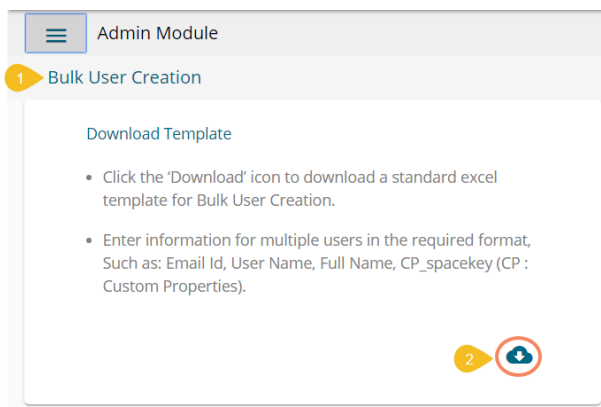 Admin Module
1 Bulk User Creation
Download Template
• Click the ‘Download’ icon to download a standard excel
template for Bulk User Creation.
• Enter information for multiple users in the required format,
Such as: Email Id, User Name, Full Name, CP_spacekey (CP :
Custom Properties).
2